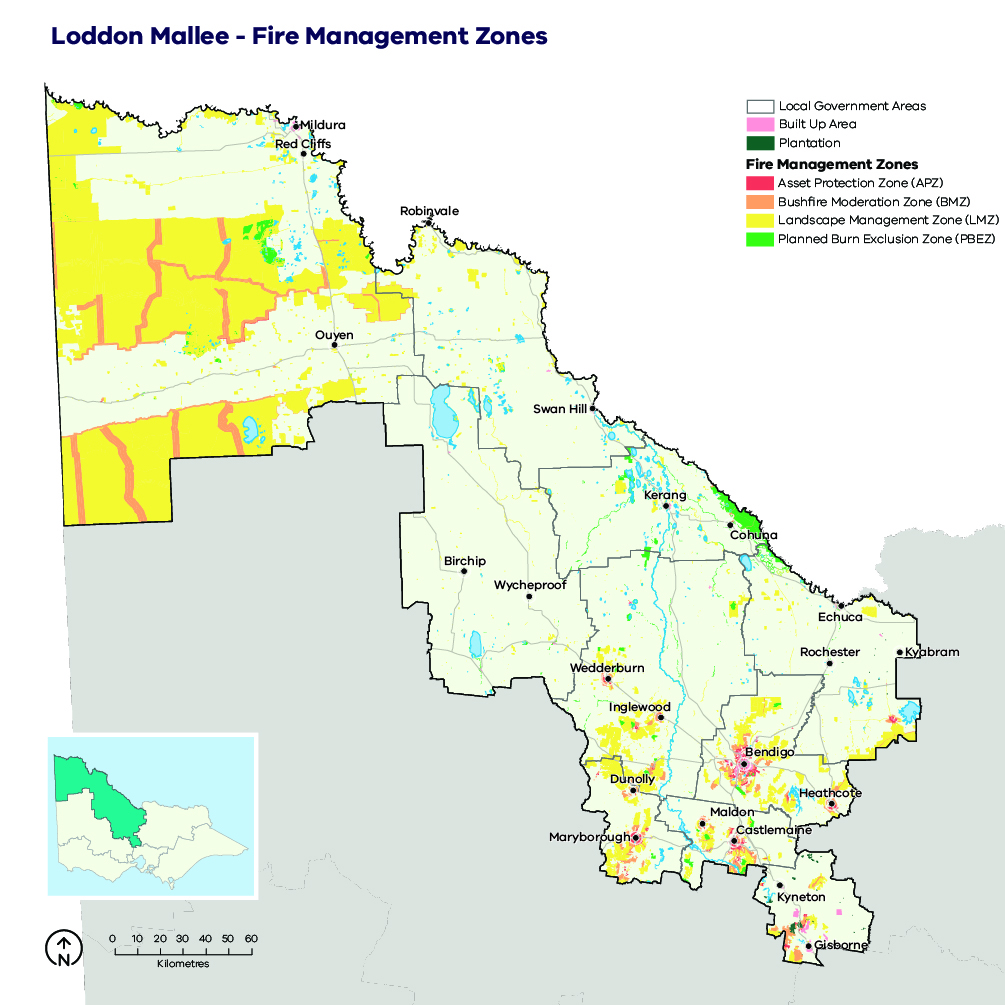 Loddon Mallee - Fire Management Zones
Local Government Areas
Built Up Area
Plantation
Fire Management Zones
Asset Protection Zone (APZ)
Bushfire Moderation Zone (BMZ)
Landscape Management Zone (LMZ)
Planned Burn Exclusion Zone (PBEZ)
Mildura
Red Cliffs
Robinvale
Ouyen
Swan Hill
Kerang
Cohuna
Birchip
Wycheproof
Echuca
Rochester
Kyabram
Wedderburn
Inglewood
Bendigo
Dunolly
Heathcote
Maldon
Castlemaine
Maryborough
Kyneton
Gisborne
N
0 10 20 30 40 50 60
Kilometres